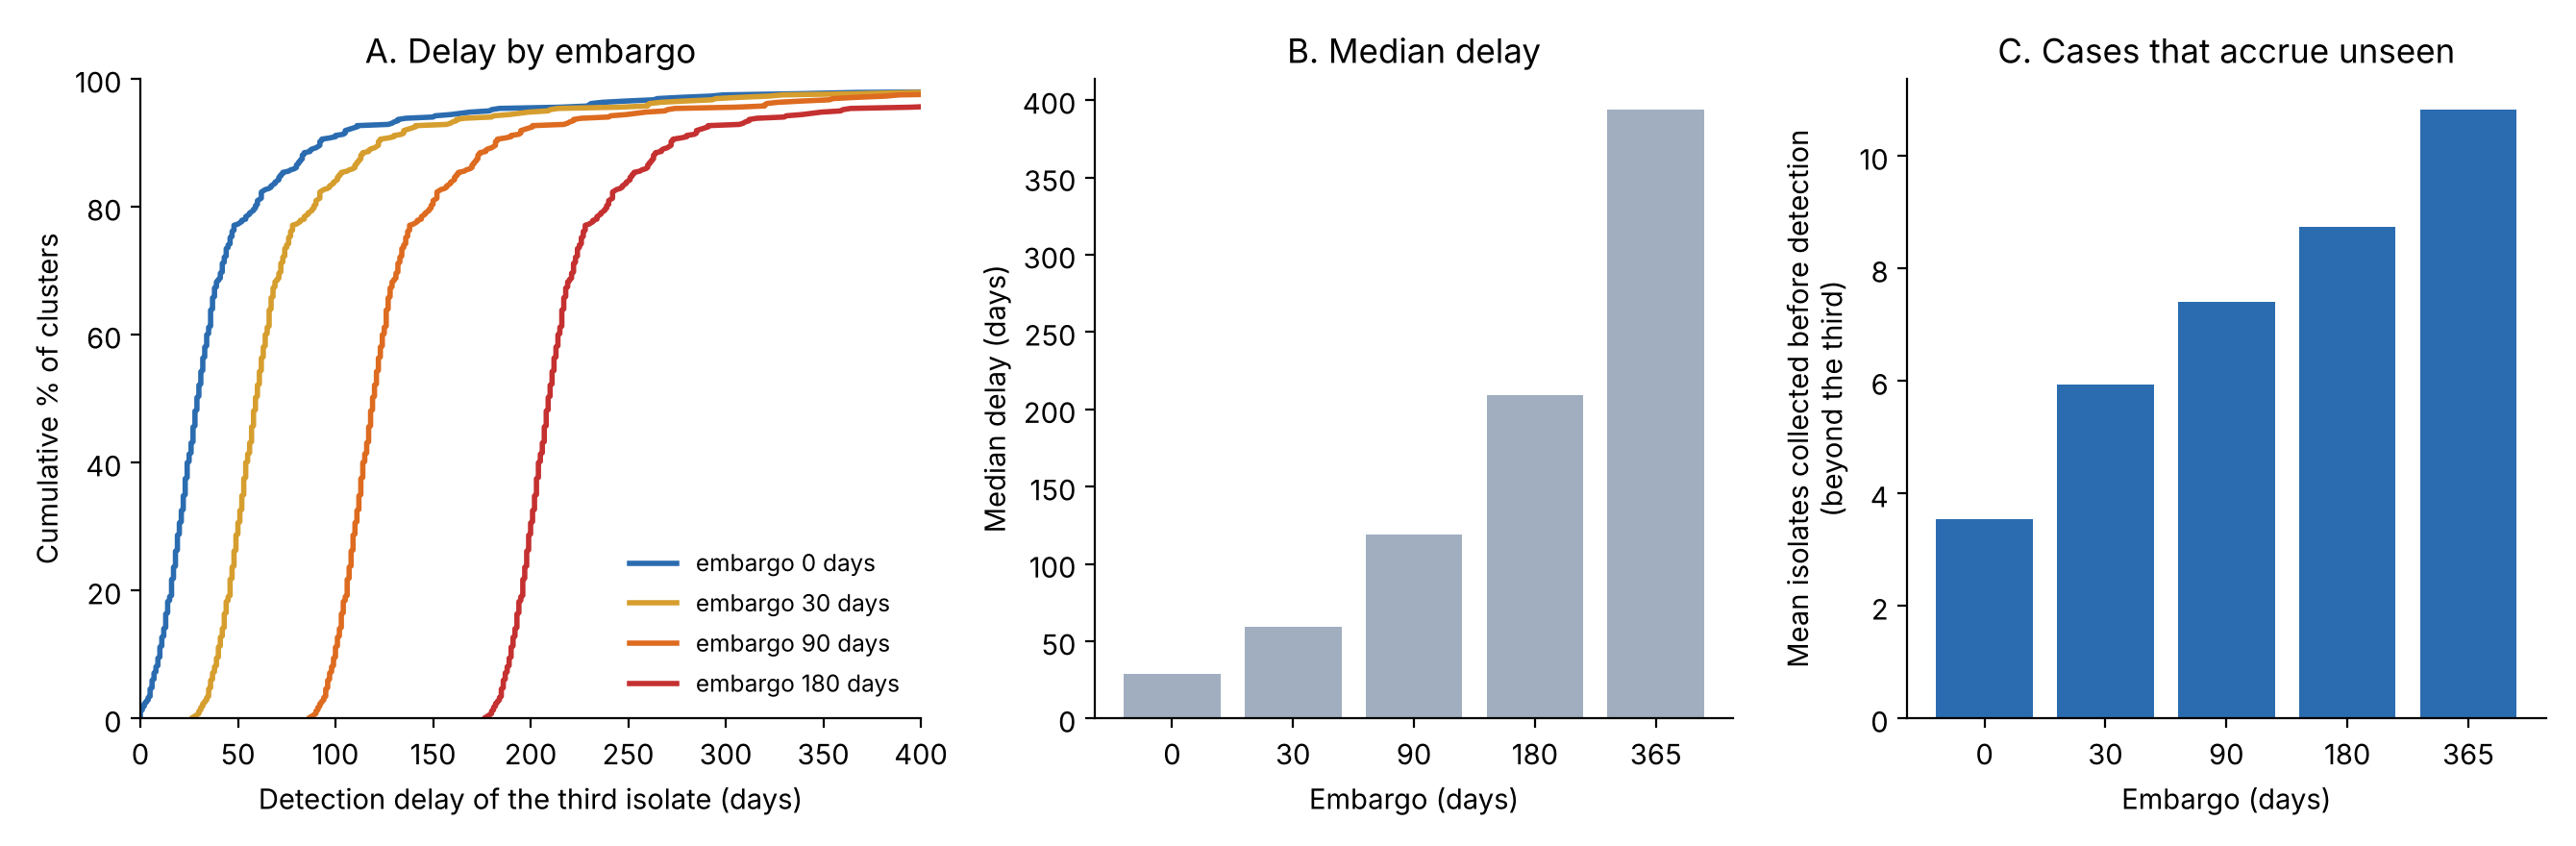 A. Delay by embargo
Cumulative % of clusters
100
80
60
40
20
0
0 50 100 150 200 250 300 350 400
Detection delay of the third isolate (days)
embargo 0 days
embargo 30 days
embargo 90 days
embargo 180 days
B. Median delay
Median delay (days)
400
350
300
250
200
150
100
50
0
0 30 90 180 365
Embargo (days)
C. Cases that accrue unseen
Mean isolates collected before detection
(beyond the third)
10
8
6
4
2
0
0 30 90 180 365
Embargo (days)